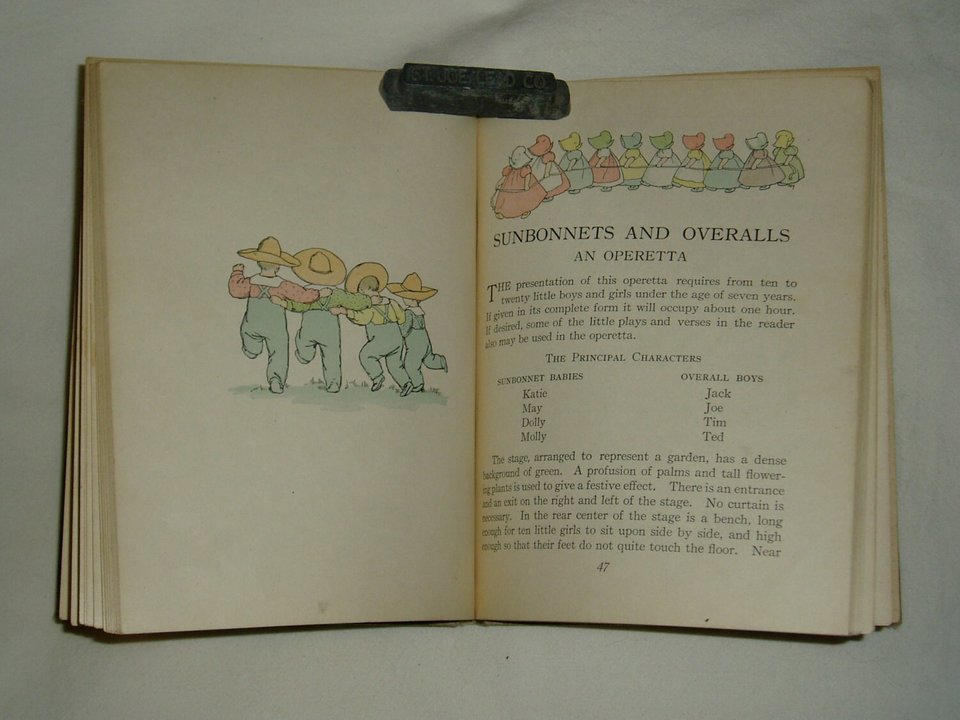 ST. JOE LEAD CO.
SUNBONNETS AND OVERALLS
AN OPERETTA
THE presentation of this operetta requires from ten to
twenty little boys and girls under the age of seven years.
If given in its complete form it will occupy about one hour.
If desired, some of the little plays and verses in the reader
also may be used in the operetta.
THE PRINCIPAL CHARACTERS
SUNBONNET BABIES OVERALL BOYS
Katie Jack
May Joe
Dolly Tim
Molly Ted
The stage, arranged to represent a garden, has a dense
background of green. A profusion of palms and tall flower-
ing plants is used to give a festive effect. There is an entrance
and an exit on the right and left of the stage. No curtain is
necessary. In the rear center of the stage is a bench, long
enough for ten little girls to sit upon side by side, and high
enough so that their feet do not quite touch the floor. Near
47